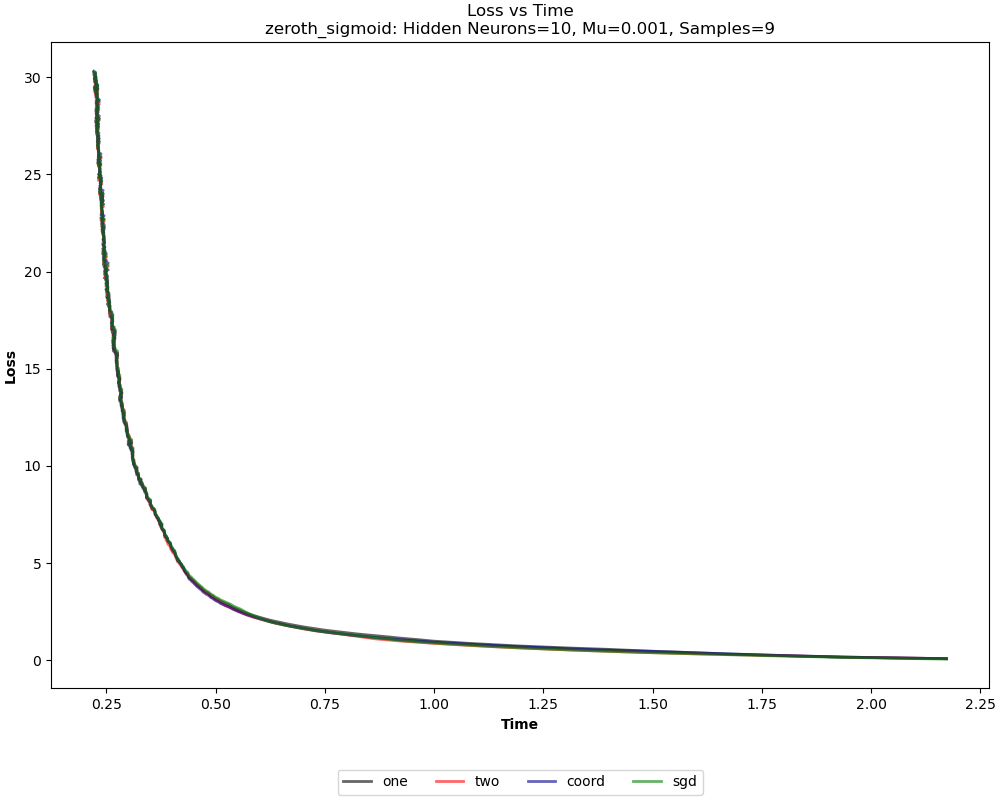 Loss vs Time
zeroth_sigmoid: Hidden Neurons=10, Mu=0.001, Samples=9
30
25
20
15
10
5
0
Loss
0.25 0.50 0.75 1.00 1.25 1.50 1.75 2.00 2.25
Time
one two coord sgd